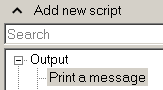 Add new script
Search
Output
Print a message